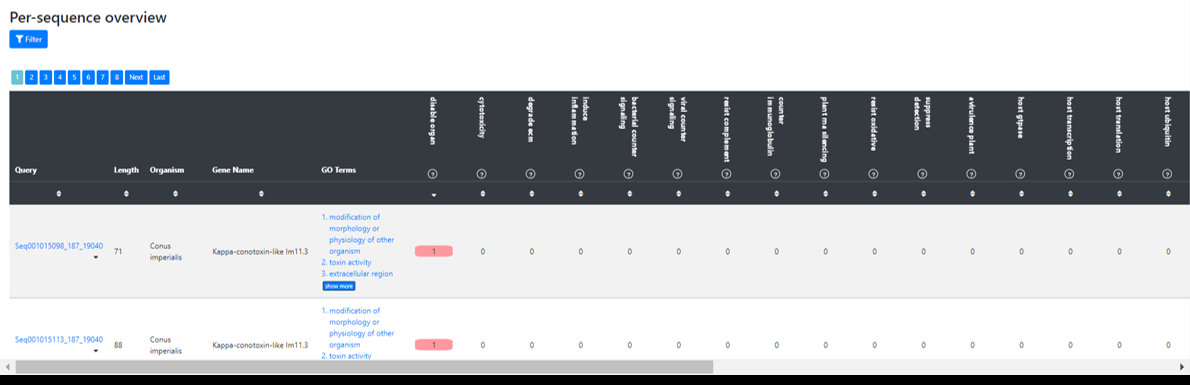 Per-sequence overview
Filter
1 2 3 4 5 6 7 8 Next Last
Query Length Organism Gene Name GO Terms
disable organ
cytotoxicity
degrade ecm
induce
inflammation
bacterial counter
signaling
viral counter
signaling
resist complement
counter
immunoglobulin
plant rna silencing
resist oxidative
suppress
detection
avirulence plant
host gtpase
host transcription
host translation
host ubiquitin
? ? ? ? ? ? ? ? ? ? ? ? ? ? ? ?
1. modification of
morphology or
physiology of other
organism
2. toxin activity
3. extracellular region
show more
Seq001015098_187_19040 71 Conus
imperialis
Kappa-conotoxin-like Im11.3
1 0 0 0 0 0 0 0 0 0 0 0 0 0 0 0
1. modification of
morphology or
physiology of other
organism
2. toxin activity
Seq001015113_187_19040 88 Conus
imperialis
Kappa-conotoxin-like Im11.3
1 0 0 0 0 0 0 0 0 0 0 0 0 0 0 0